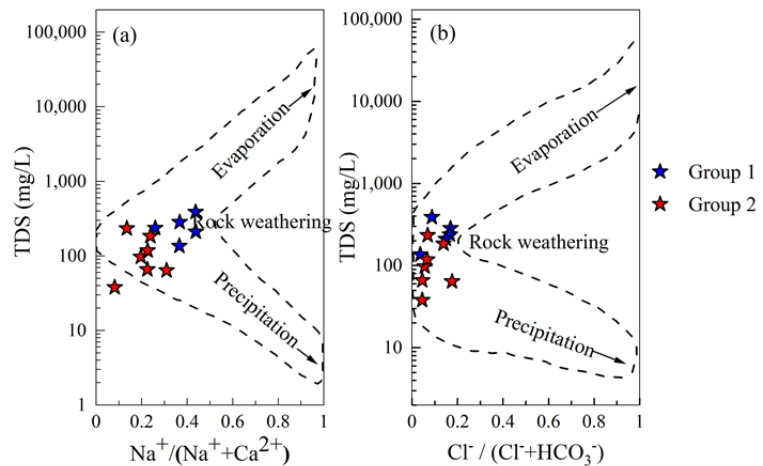 (a)
100,000
10,000
1,000
100
10
1
TDS (mg/L)
Evaporation
Rock weathering
Precipitation
0 0.2 0.4 0.6 0.8 1
Na⁺/(Na⁺+Ca²⁺)
(b)
100,000
10,000
1,000
100
10
TDS (mg/L)
Evaporation
Rock weathering
Precipitation
0 0.2 0.4 0.6 0.8 1
Cl⁻ / (Cl⁻+HCO₃⁻)
Group 1
Group 2